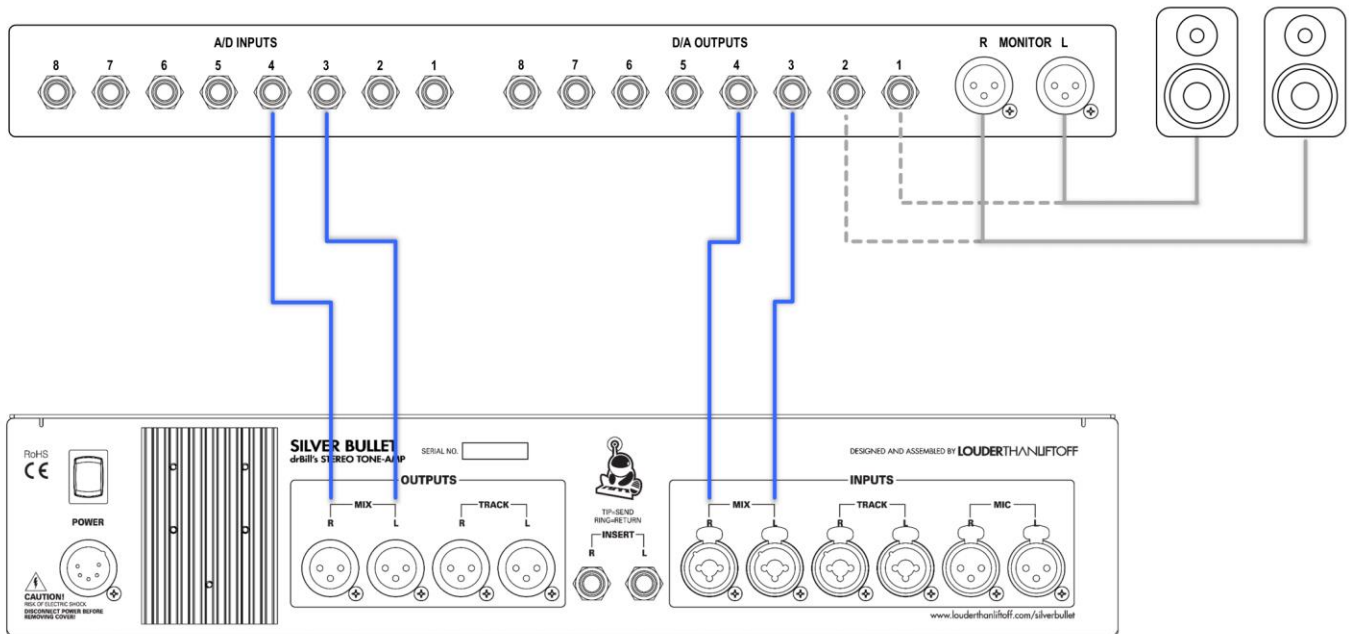 A/D INPUTS D/A OUTPUTS R MONITOR L
8 7 6 5 4 3 2 1 8 7 6 5 4 3 2 1
RoHS
CE
POWER
CAUTION!
RISK OF ELECTRIC SHOCK
DISCONNECT POWER BEFORE
REMOVING COVER!
SILVER BULLET SERIAL NO.
drBill's STEREO TONE-AMP
OUTPUTS
MIX TRACK
R L R L
TIP=SEND
RING=RETURN
INSERT
R L
DESIGNED AND ASSEMBLED BY LOUDERTHANLIFTOFF
INPUTS
MIX TRACK MIC
R L R L R L
www.louderthanliftoff.com/silverbullet